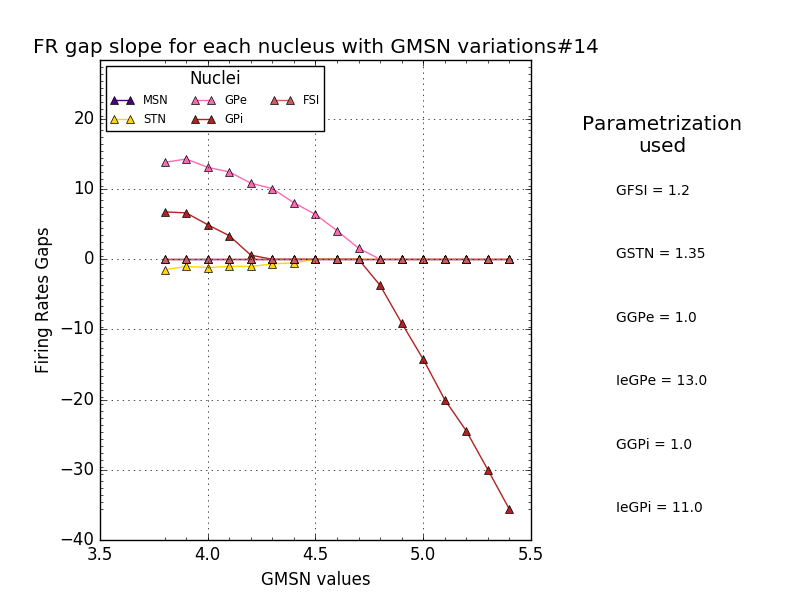 FR gap slope for each nucleus with GMSN variations#14
Nuclei
MSN GPe FSI
STN GPi
20
10
0
−10
−20
−30
−40
3.5 4.0 4.5 5.0 5.5
Firing Rates Gaps
GMSN values
Parametrization
used
GFSI = 1.2
GSTN = 1.35
GGPe = 1.0
IeGPe = 13.0
GGPi = 1.0
IeGPi = 11.0